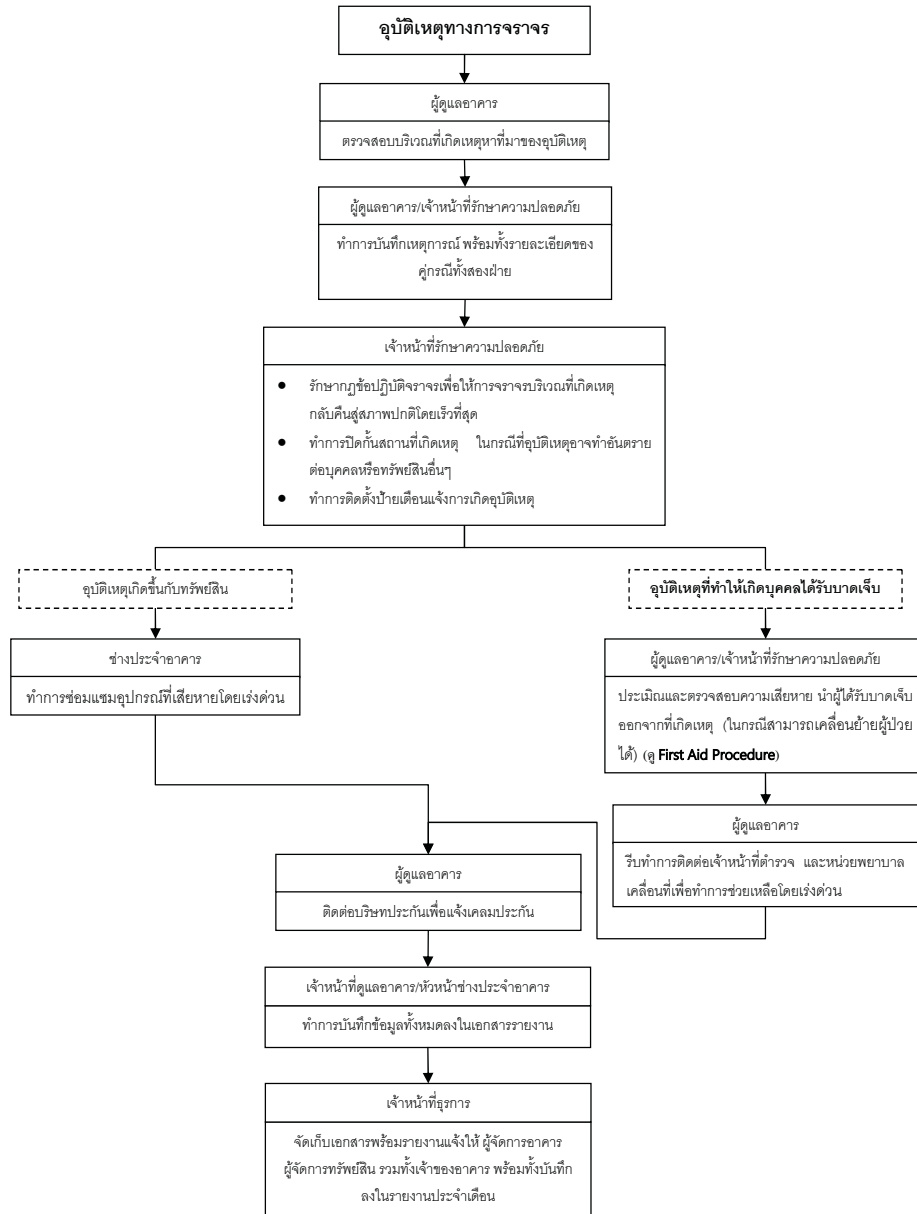 อุบัติเหตุทางการจราจร
ผู้ดูแลอาคาร
ตรวจสอบบริเวณที่เกิดเหตุหาที่มาของอุบัติเหตุ
ผู้ดูแลอาคาร/เจ้าหน้าที่รักษาความปลอดภัย
ทำการบันทึกเหตุการณ์ พร้อมทั้งรายละเอียดของ
คู่กรณีทั้งสองฝ่าย
เจ้าหน้าที่รักษาความปลอดภัย
● รักษากฎข้อปฏิบัติจราจรเพื่อให้การจราจรบริเวณที่เกิดเหตุ
กลับคืนสู่สภาพปกติโดยเร็วที่สุด
● ทำการปิดกั้นสถานที่เกิดเหตุ ในกรณีที่อุบัติเหตุอาจทำอันตราย
ต่อบุคคลหรือทรัพย์สินอื่นๆ
● ทำการติดตั้งป้ายเตือนแจ้งการเกิดอุบัติเหตุ
อุบัติเหตุเกิดขึ้นกับทรัพย์สิน
ช่างประจำอาคาร
ทำการซ่อมแซมอุปกรณ์ที่เสียหายโดยเร่งด่วน
อุบัติเหตุที่ทำให้เกิดบุคคลได้รับบาดเจ็บ
ผู้ดูแลอาคาร/เจ้าหน้าที่รักษาความปลอดภัย
ประเมิณและตรวจสอบความเสียหาย นำผู้ได้รับบาดเจ็บ
ออกจากที่เกิดเหตุ (ในกรณีสามารถเคลื่อนย้ายผู้ป่วย
ได้) (ดู First Aid Procedure)
ผู้ดูแลอาคาร
รีบทำการติดต่อเจ้าหน้าที่ตำรวจ และหน่วยพยาบาล
เคลื่อนที่เพื่อทำการช่วยเหลือโดยเร่งด่วน
ผู้ดูแลอาคาร
ติดต่อบริษทประกันเพื่อแจ้งเคลมประกัน
เจ้าหน้าที่ดูแลอาคาร/หัวหน้าช่างประจำอาคาร
ทำการบันทึกข้อมูลทั้งหมดลงในเอกสารรายงาน
เจ้าหน้าที่ธุรการ
จัดเก็บเอกสารพร้อมรายงานแจ้งให้ ผู้จัดการอาคาร
ผู้จัดการทรัพย์สิน รวมทั้งเจ้าของอาคาร พร้อมทั้งบันทึก
ลงในรายงานประจำเดือน